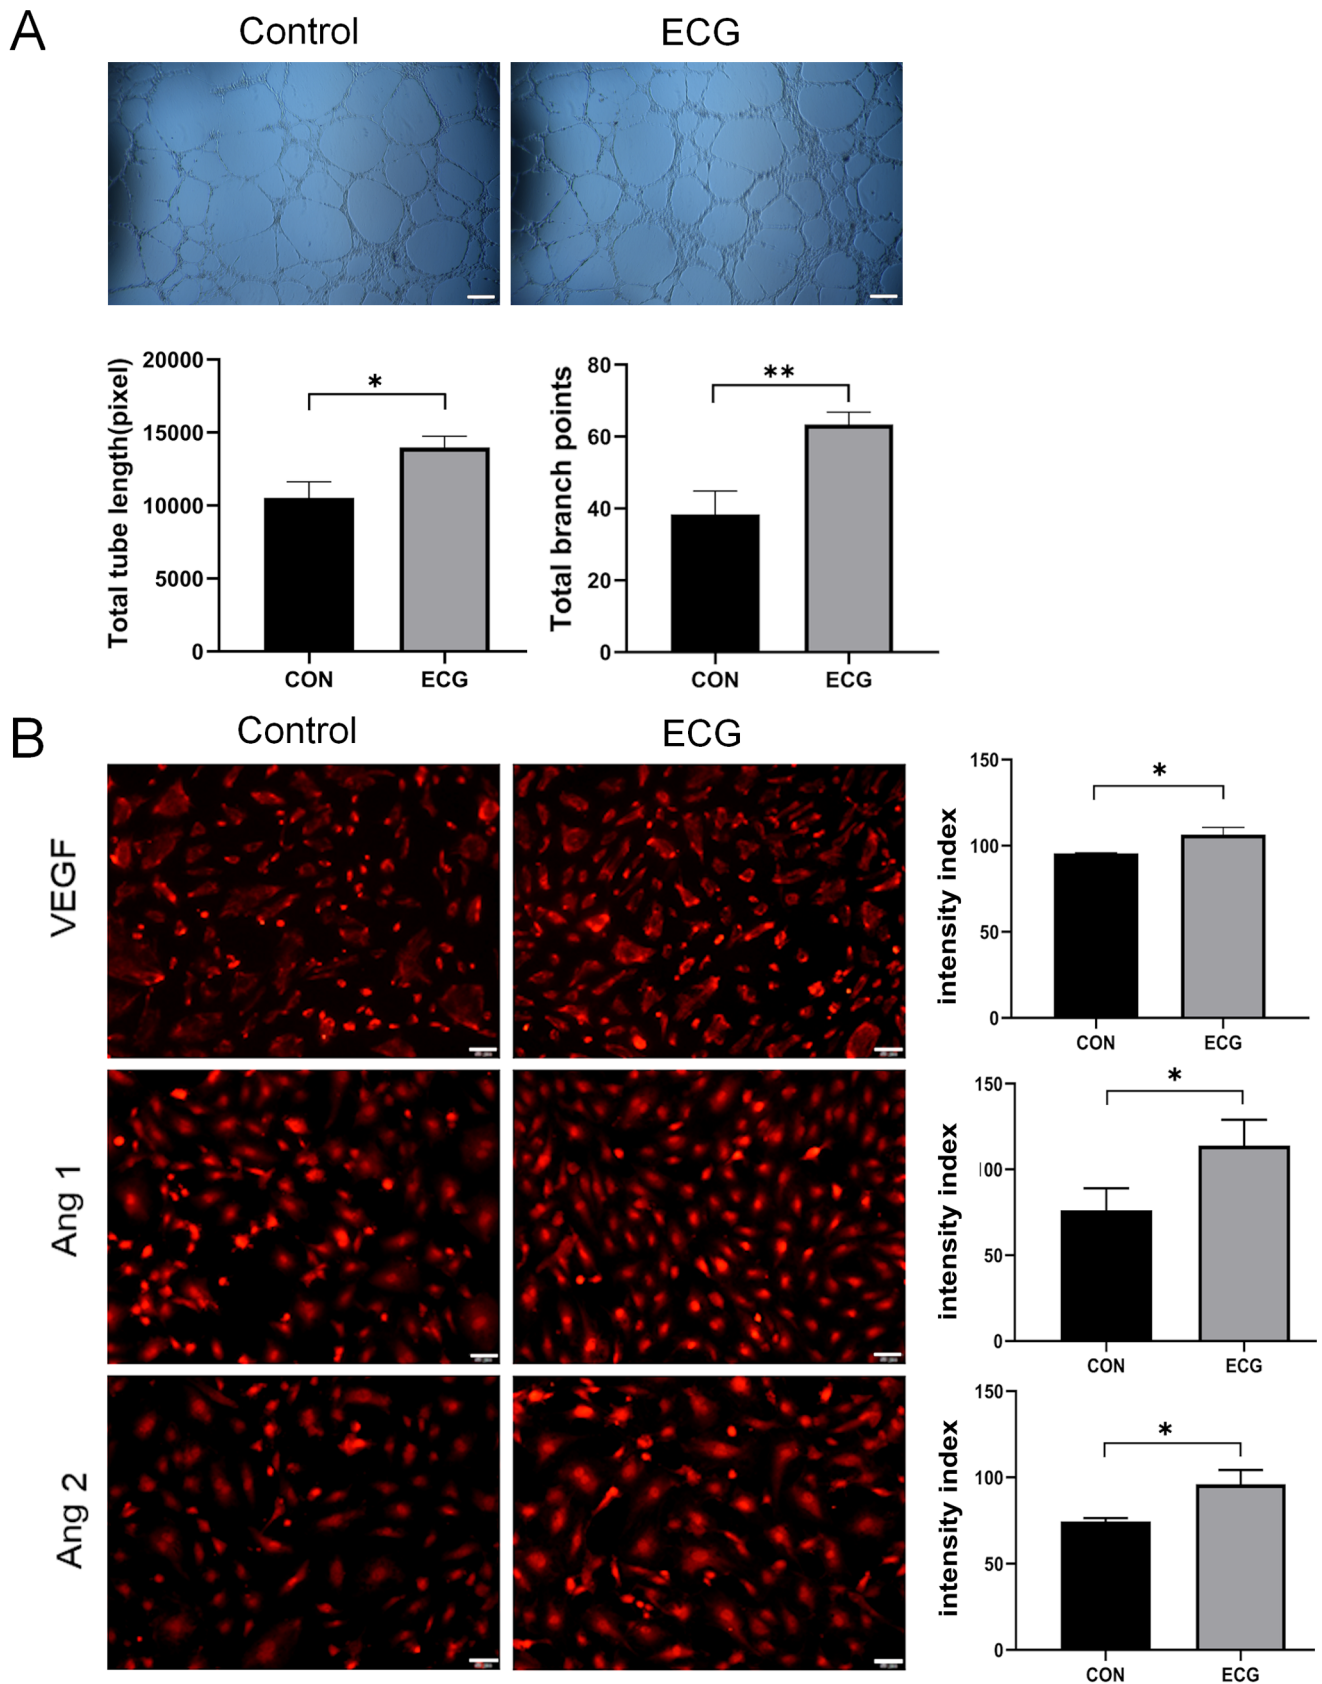 A
Control
ECG
Total tube length(pixel)
20000
15000
10000
5000
0
*
CON
ECG
Total branch points
80
60
40
20
0
**
CON
ECG
B
Control
ECG
VEGF
intensity index
150
100
50
0
*
CON
ECG
Ang 1
intensity index
150
100
50
0
*
CON
ECG
Ang 2
intensity index
150
100
50
0
*
CON
ECG